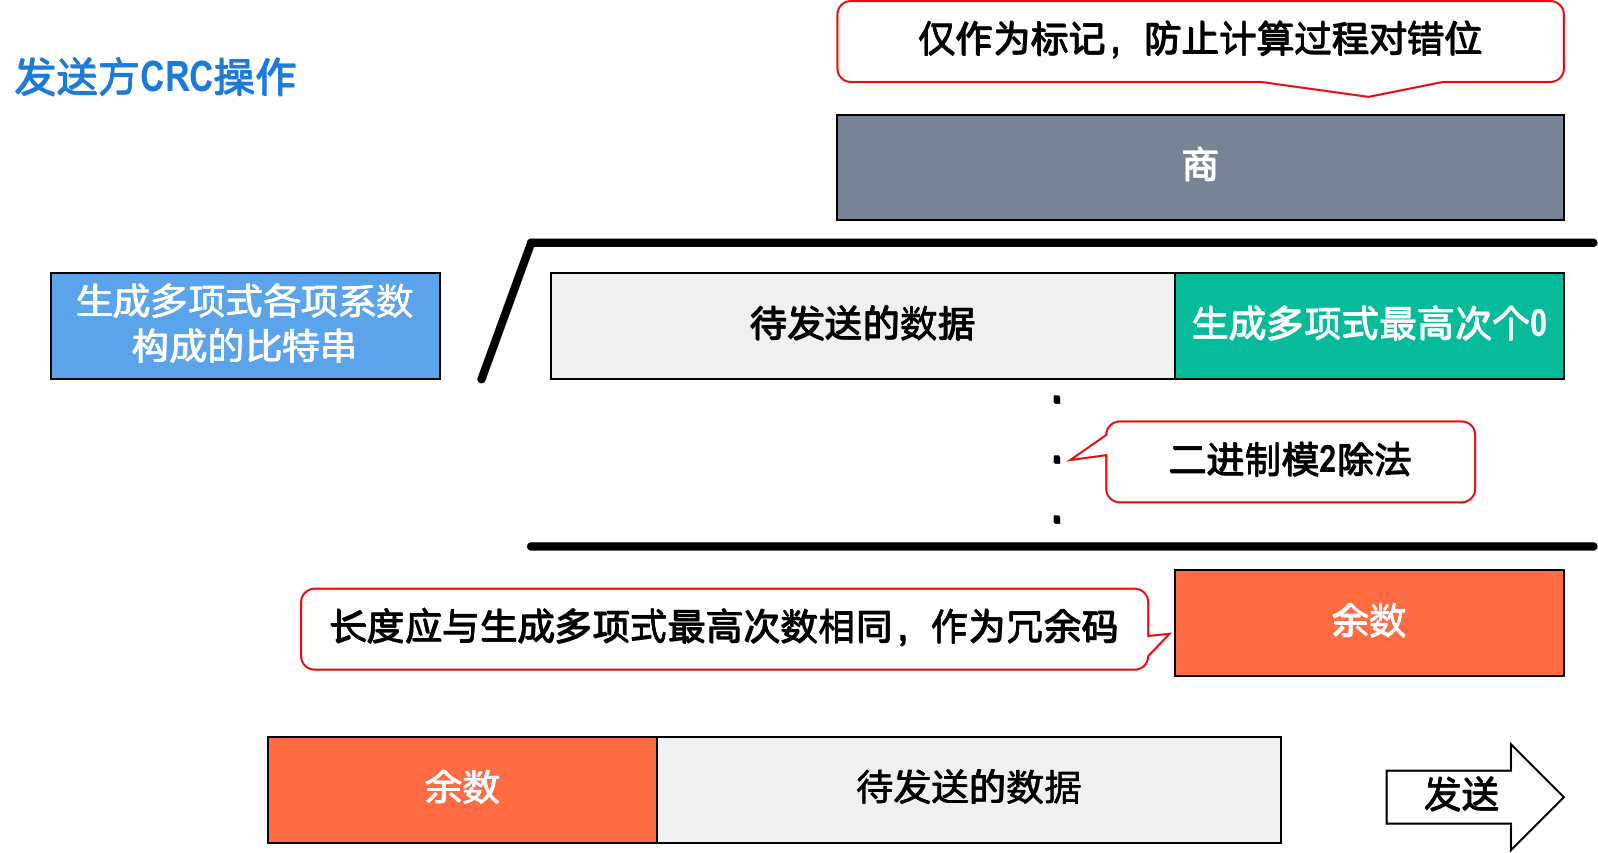 仅作为标记，防止计算过程对错位
发送方CRC操作
商
生成多项式各项系数
构成的比特串
待发送的数据
生成多项式最高次个0
二进制模2除法
余数
长度应与生成多项式最高次数相同，作为冗余码
余数
待发送的数据
发送